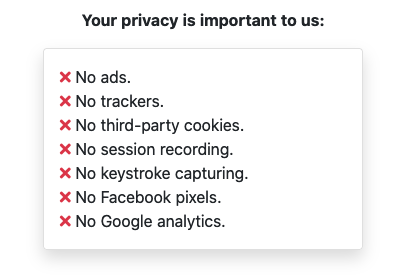 Your privacy is important to us:
❌ No ads.
❌ No trackers.
❌ No third-party cookies.
❌ No session recording.
❌ No keystroke capturing.
❌ No Facebook pixels.
❌ No Google analytics.